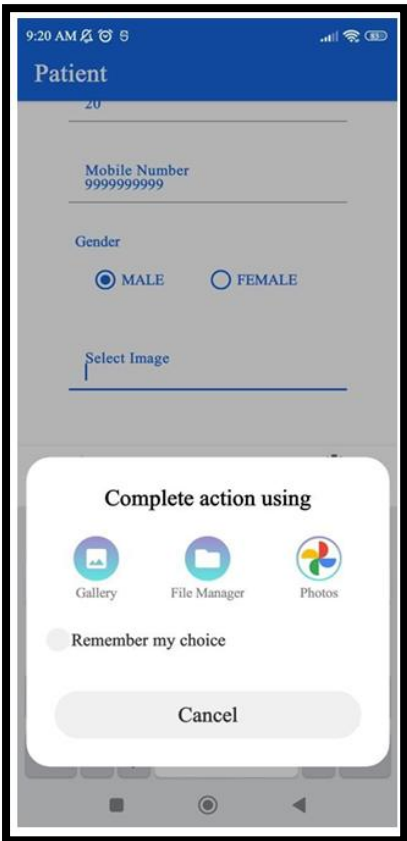 9:20 AM
83
Patient
20
Mobile Number
9999999999
Gender
MALE FEMALE
Select Image
Complete action using
Gallery File Manager Photos
Remember my choice
Cancel